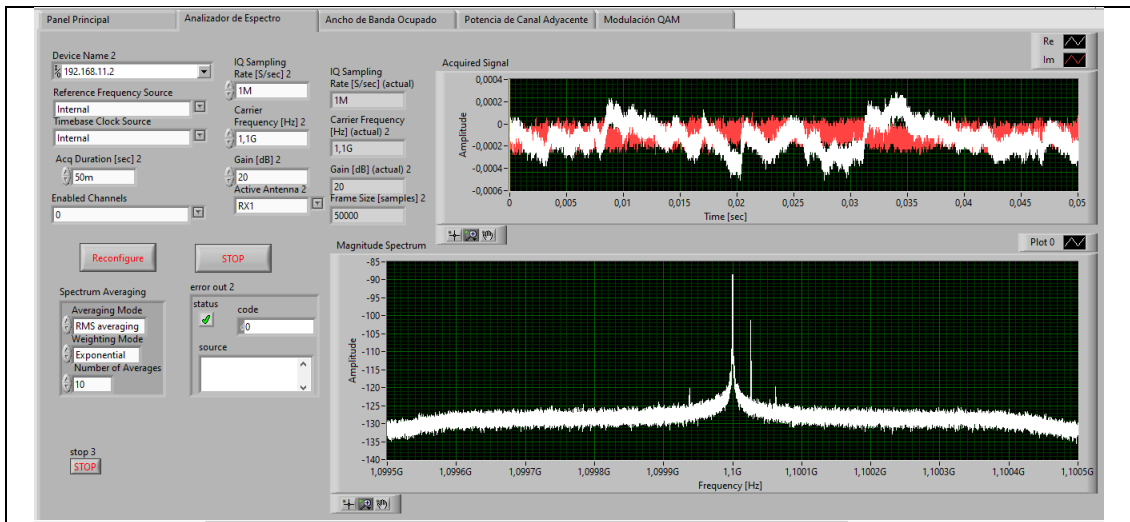 Panel Principal
Analizador de Espectro
Ancho de Banda Ocupado
Potencia de Canal Adyacente
Modulación QAM
Device Name 2
192.168.11.2
Reference Frequency Source
Internal
Timebase Clock Source
Internal
Acq Duration [sec] 2
50m
Enabled Channels
0
IQ Sampling
Rate [S/sec] 2
1M
Carrier
Frequency [Hz] 2
1,1G
Gain [dB] 2
20
Active Antenna 2
RX1
IQ Sampling
Rate [S/sec] (actual)
1M
Carrier Frequency
[Hz] (actual) 2
1,1G
Gain [dB] (actual) 2
20
Frame Size [samples] 2
50000
Reconfigure
STOP
Spectrum Averaging
Averaging Mode
RMS averaging
Weighting Mode
Exponential
Number of Averages
10
error out 2
status
code
0
source
stop 3
STOP
Acquired Signal
Re
Im
Amplitude
0,0004
0,0002
0
-0,0002
-0,0004
-0,0006
0
0,005
0,01
0,015
0,02
0,025
0,03
0,035
0,04
0,045
0,05
Time [sec]
Magnitude Spectrum
Plot 0
Amplitude
-85
-90
-95
-100
-105
-110
-115
-120
-125
-130
-135
-140
1,0995G
1,0996G
1,0997G
1,0998G
1,0999G
1,1G
1,1001G
1,1002G
1,1003G
1,1004G
1,1005G
Frequency [Hz]